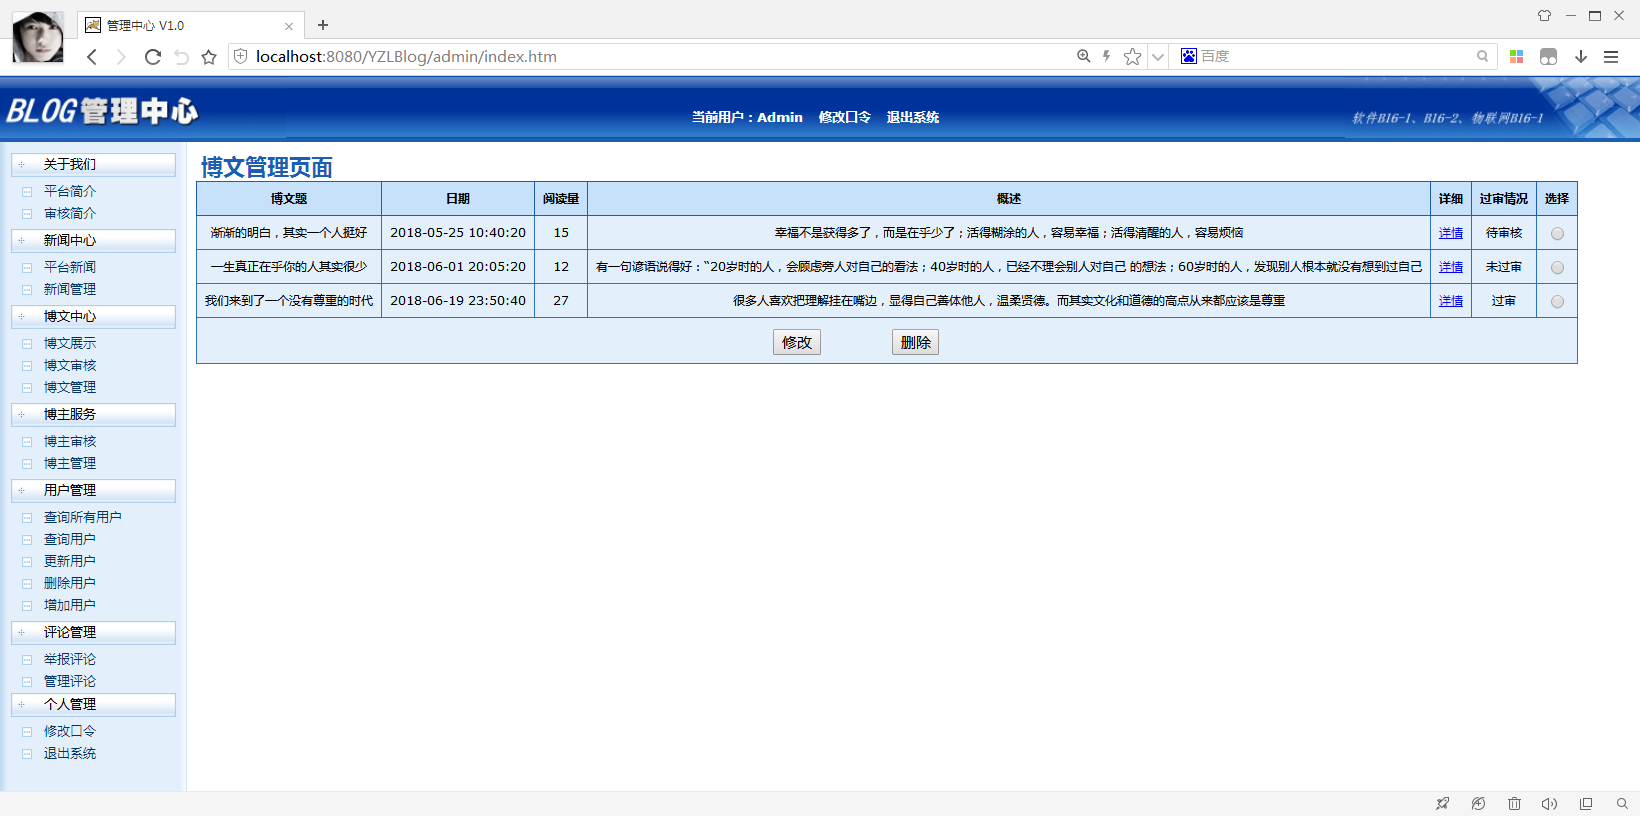 管理中心 V1.0
localhost:8080/YZLBlog/admin/index.htm
百度
BLOG管理中心
当前用户：Admin 修改口令 退出系统
软件B16-1、B16-2、物联网B16-1
关于我们
平台简介
审核简介
新闻中心
平台新闻
新闻管理
博文中心
博文展示
博文审核
博文管理
博主服务
博主审核
博主管理
用户管理
查询所有用户
查询用户
更新用户
删除用户
增加用户
评论管理
举报评论
管理评论
个人管理
修改口令
退出系统
博文管理页面
博文题 日期 阅读量 概述 详细 过审情况 选择
渐渐的明白，其实一个人挺好 2018-05-25 10:40:20 15 幸福不是获得多了，而是在乎少了；活得糊涂的人，容易幸福；活得清醒的人，容易烦恼 详情 待审核
一生真正在乎你的人其实很少 2018-06-01 20:05:20 12 有一句谚语说得好：“20岁时的人，会顾虑旁人对自己的看法；40岁时的人，已经不理会别人对自己 的想法；60岁时的人，发现别人根本就没有想到过自己 详情 未过审
我们来到了一个没有尊重的时代 2018-06-19 23:50:40 27 很多人喜欢把理解挂在嘴边，显得自己善体他人，温柔贤德。而其实文化和道德的高点从来都应该是尊重 详情 过审
修改 删除